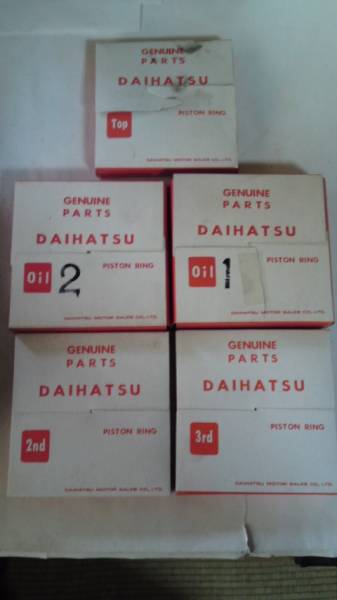 GENUINE
PARTS
DAIHATSU
Top
PISTON RING
DAIHATSU MOTOR SALES CO., LTD.
GENUINE
PARTS
DAIHATSU
Oil 2
PISTON RING
DAIHATSU MOTOR SALES CO., LTD.
GENUINE
PARTS
DAIHATSU
Oil 1
PISTON RING
DAIHATSU MOTOR SALES CO., LTD.
GENUINE
PARTS
DAIHATSU
2nd
PISTON RING
DAIHATSU MOTOR SALES CO., LTD.
GENUINE
PARTS
DAIHATSU
3rd
PISTON RING
DAIHATSU MOTOR SALES CO., LTD.